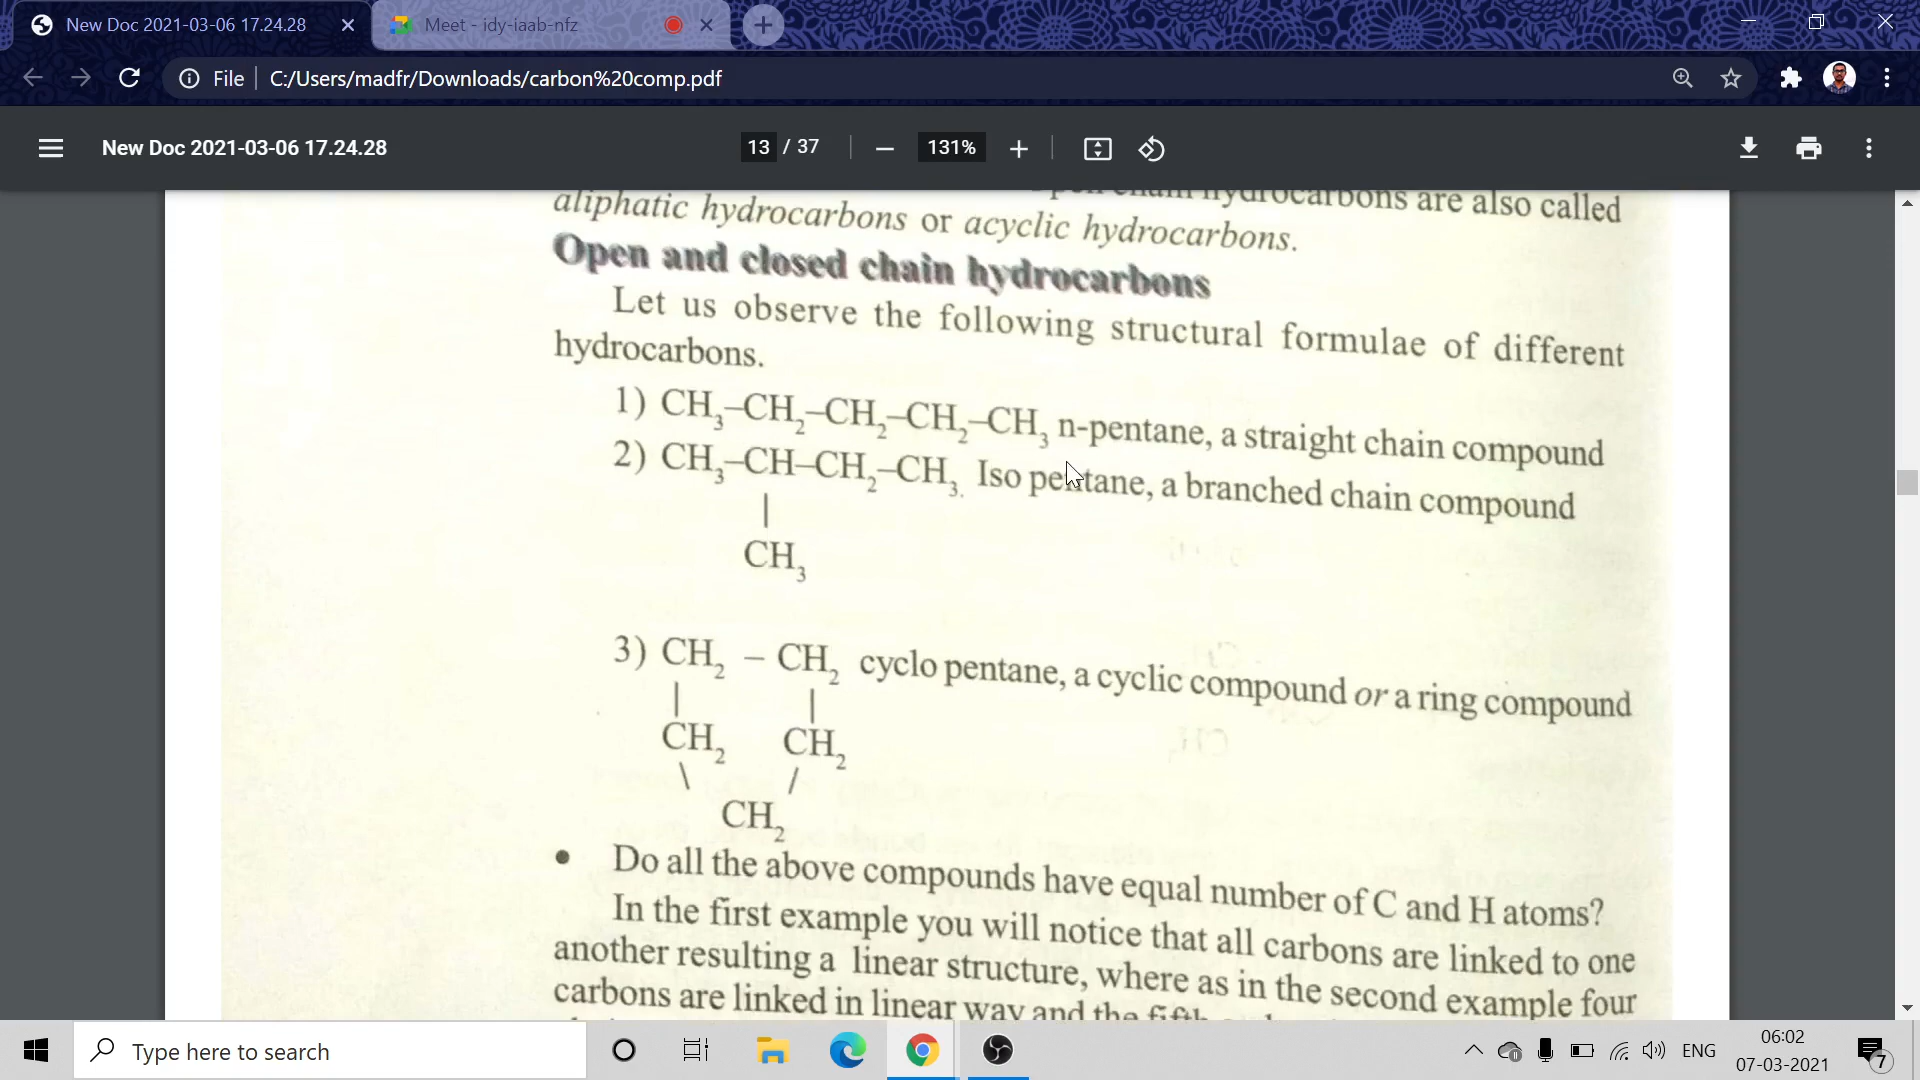 New Doc 2021-03-06 17.24.28
Meet - idy-iaab-nfz
File
C:/Users/madfr/Downloads/carbon%20comp.pdf
New Doc 2021-03-06 17.24.28
13 / 37
131%
chain hydrocarbons are also called
aliphatic hydrocarbons or acyclic hydrocarbons.
Open and closed chain hydrocarbons
Let us observe the following structural formulae of different
hydrocarbons.
1) CH₃–CH₂–CH₂–CH₂–CH₃ n-pentane, a straight chain compound
2) CH₃–CH–CH₂–CH₃. Iso pentane, a branched chain compound
|
CH₃
3) CH₂ – CH₂ cyclo pentane, a cyclic compound or a ring compound
| |
CH₂ CH₂
\ /
CH₂
• Do all the above compounds have equal number of C and H atoms?
In the first example you will notice that all carbons are linked to one
another resulting a linear structure, where as in the second example four
carbons are linked in linear way and the fifth
Type here to search
ENG
06:02
07-03-2021
7